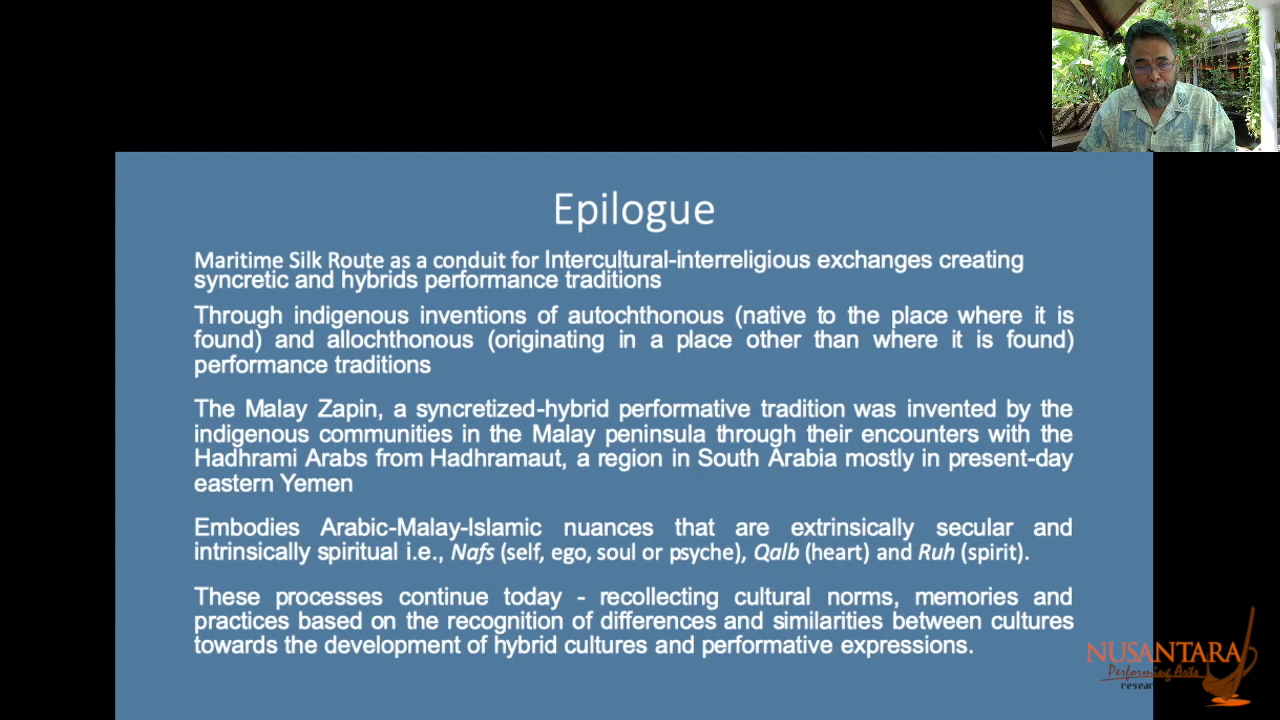 Epilogue
Maritime Silk Route as a conduit for Intercultural-interreligious exchanges creating
syncretic and hybrids performance traditions
Through indigenous inventions of autochthonous (native to the place where it is
found) and allochthonous (originating in a place other than where it is found)
performance traditions
The Malay Zapin, a syncretized-hybrid performative tradition was invented by the
indigenous communities in the Malay peninsula through their encounters with the
Hadhrami Arabs from Hadhramaut, a region in South Arabia mostly in present-day
eastern Yemen
Embodies Arabic-Malay-Islamic nuances that are extrinsically secular and
intrinsically spiritual i.e., Nafs (self, ego, soul or psyche), Qalb (heart) and Ruh (spirit).
These processes continue today - recollecting cultural norms, memories and
practices based on the recognition of differences and similarities between cultures
towards the development of hybrid cultures and performative expressions.
NUSANTARA
Performing Arts